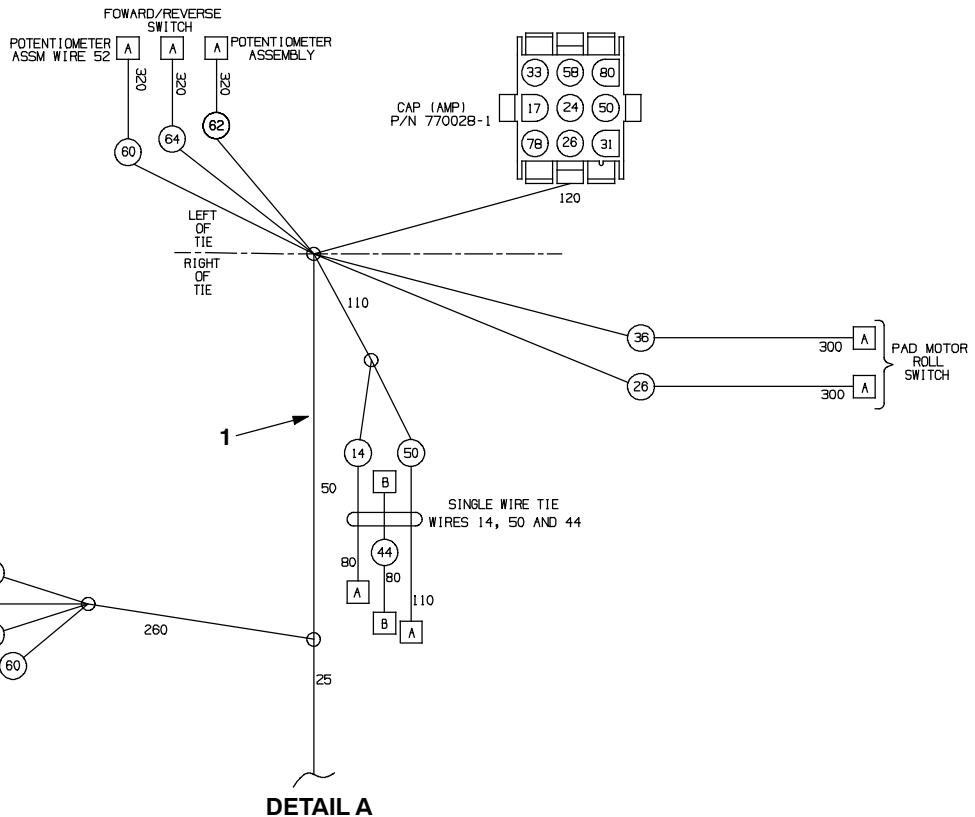 FOWARD/REVERSE
SWITCH
POTENTIOMETER
ASSM WIRE 52
A
A
A
POTENTIOMETER
ASSEMBLY
320
320
320
60
64
62
CAP (AMP)
P/N 770028-1
33 58 80
17 24 50
78 26 31
120
LEFT
OF
TIE
RIGHT
OF
TIE
110
36
300
A
26
300
A
PAD MOTOR
ROLL
SWITCH
1
14
50
B
50
SINGLE WIRE TIE
WIRES 14, 50 AND 44
44
80
80
A
110
B
A
260
60
25
DETAIL A